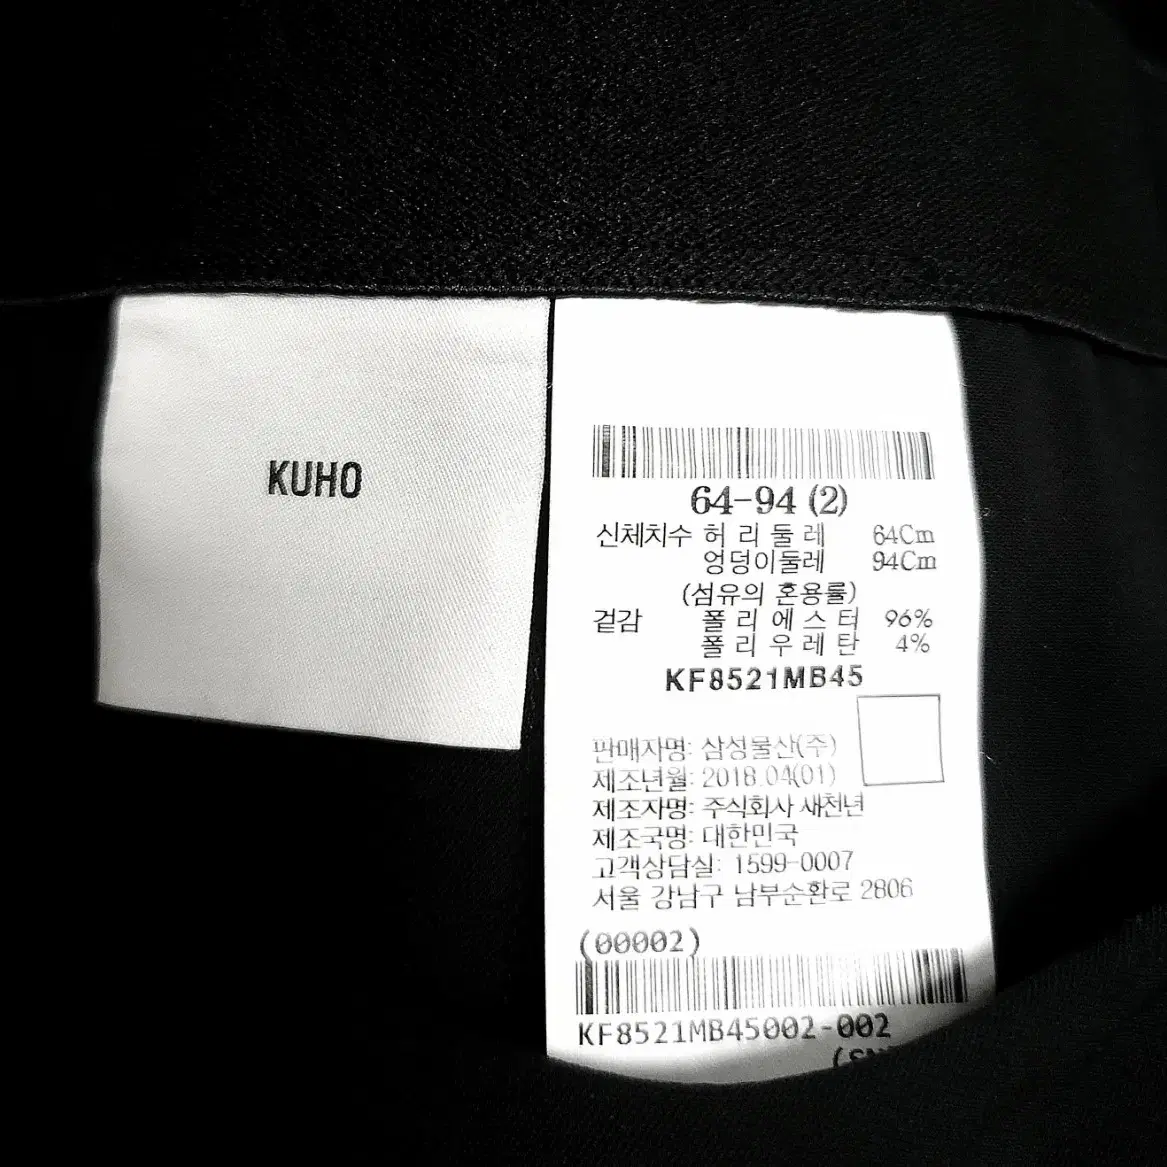 KUHO
64-94 (2)
신체치수 허 리 둘 레 64Cm
엉덩이둘레 94Cm
(섬유의 혼용률)
겉감 폴 리 에 스 터 96%
폴 리 우 레 탄 4%
KF8521MB45
판매자명: 삼성물산(주)
제조년월: 2018.04(01)
제조자명: 주식회사 새천년
제조국명: 대한민국
고객상담실: 1599-0007
서울 강남구 남부순환로 2806
(00002)
KF8521MB45002-002